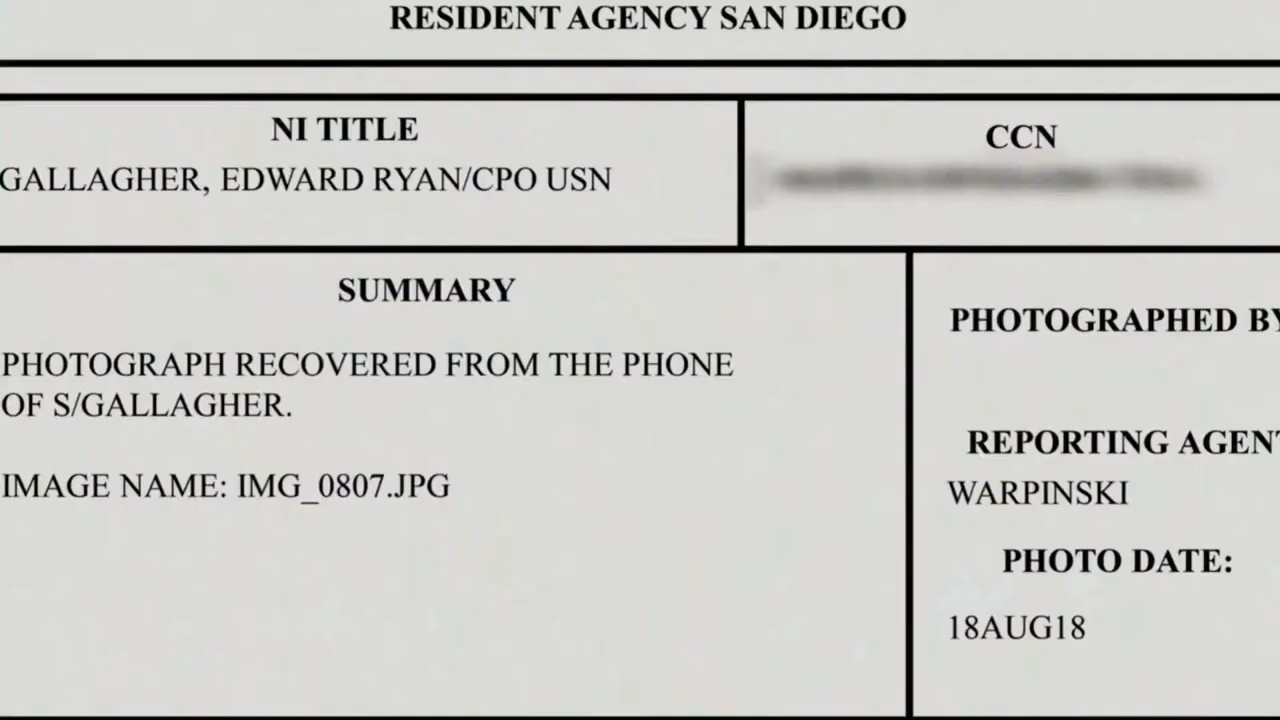 RESIDENT AGENCY SAN DIEGO
NI TITLE
GALLAGHER, EDWARD RYAN/CPO USN
CCN
SUMMARY
PHOTOGRAPH RECOVERED FROM THE PHONE
OF S/GALLAGHER.
IMAGE NAME: IMG_0807.JPG
PHOTOGRAPHED BY
REPORTING AGENT
WARPINSKI
PHOTO DATE:
18AUG18